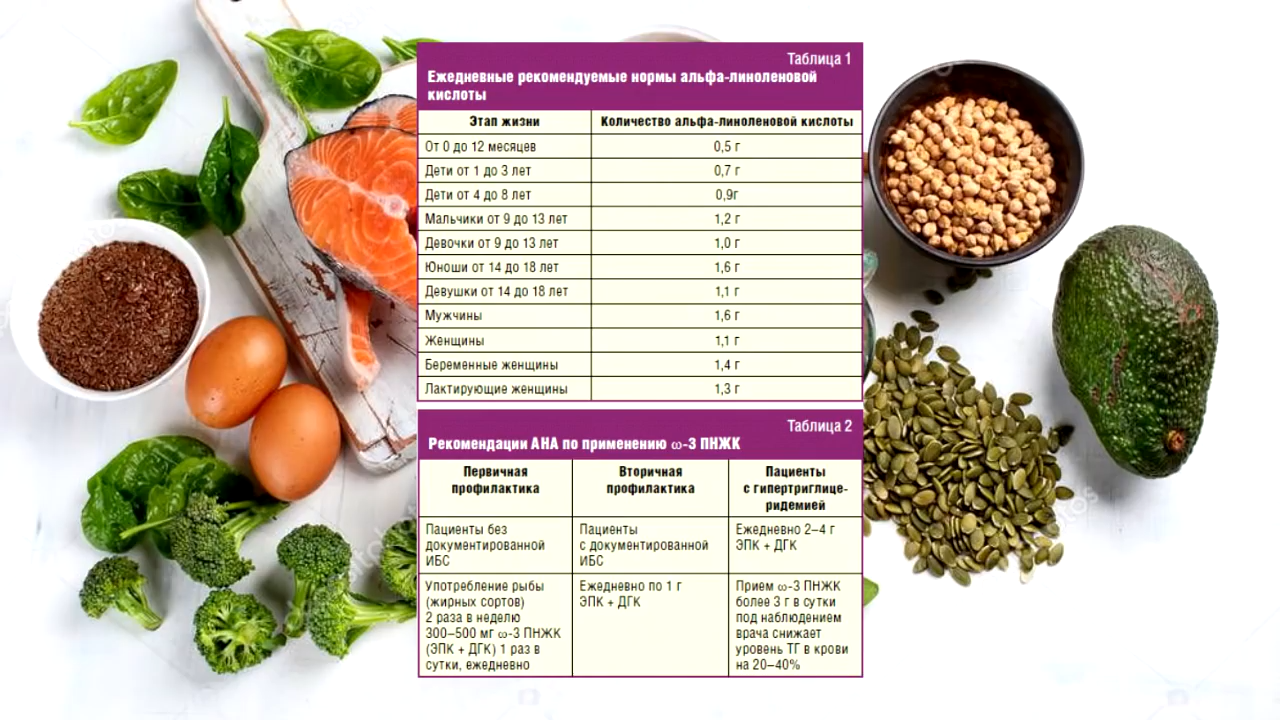 Таблица 1
Ежедневные рекомендуемые нормы альфа-линоленовой
кислоты
Этап жизни Количество альфа-линоленовой кислоты
От 0 до 12 месяцев 0,5 г
Дети от 1 до 3 лет 0,7 г
Дети от 4 до 8 лет 0,9г
Мальчики от 9 до 13 лет 1,2 г
Девочки от 9 до 13 лет 1,0 г
Юноши от 14 до 18 лет 1,6 г
Девушки от 14 до 18 лет 1,1 г
Мужчины 1,6 г
Женщины 1,1 г
Беременные женщины 1,4 г
Лактирующие женщины 1,3 г
Таблица 2
Рекомендации АНА по применению ω-3 ПНЖК
Первичная
профилактика
Вторичная
профилактика
Пациенты
с гипертриглице-
ридемией
Пациенты без
документированной
ИБС
Пациенты
с документированной
ИБС
Ежедневно 2–4 г
ЭПК + ДГК
Употребление рыбы
(жирных сортов)
2 раза в неделю
300–500 мг ω-3 ПНЖК
(ЭПК + ДГК) 1 раз в
сутки, ежедневно
Ежедневно по 1 г
ЭПК + ДГК
Прием ω-3 ПНЖК
более 3 г в сутки
под наблюдением
врача снижает
уровень ТГ в крови
на 20–40%